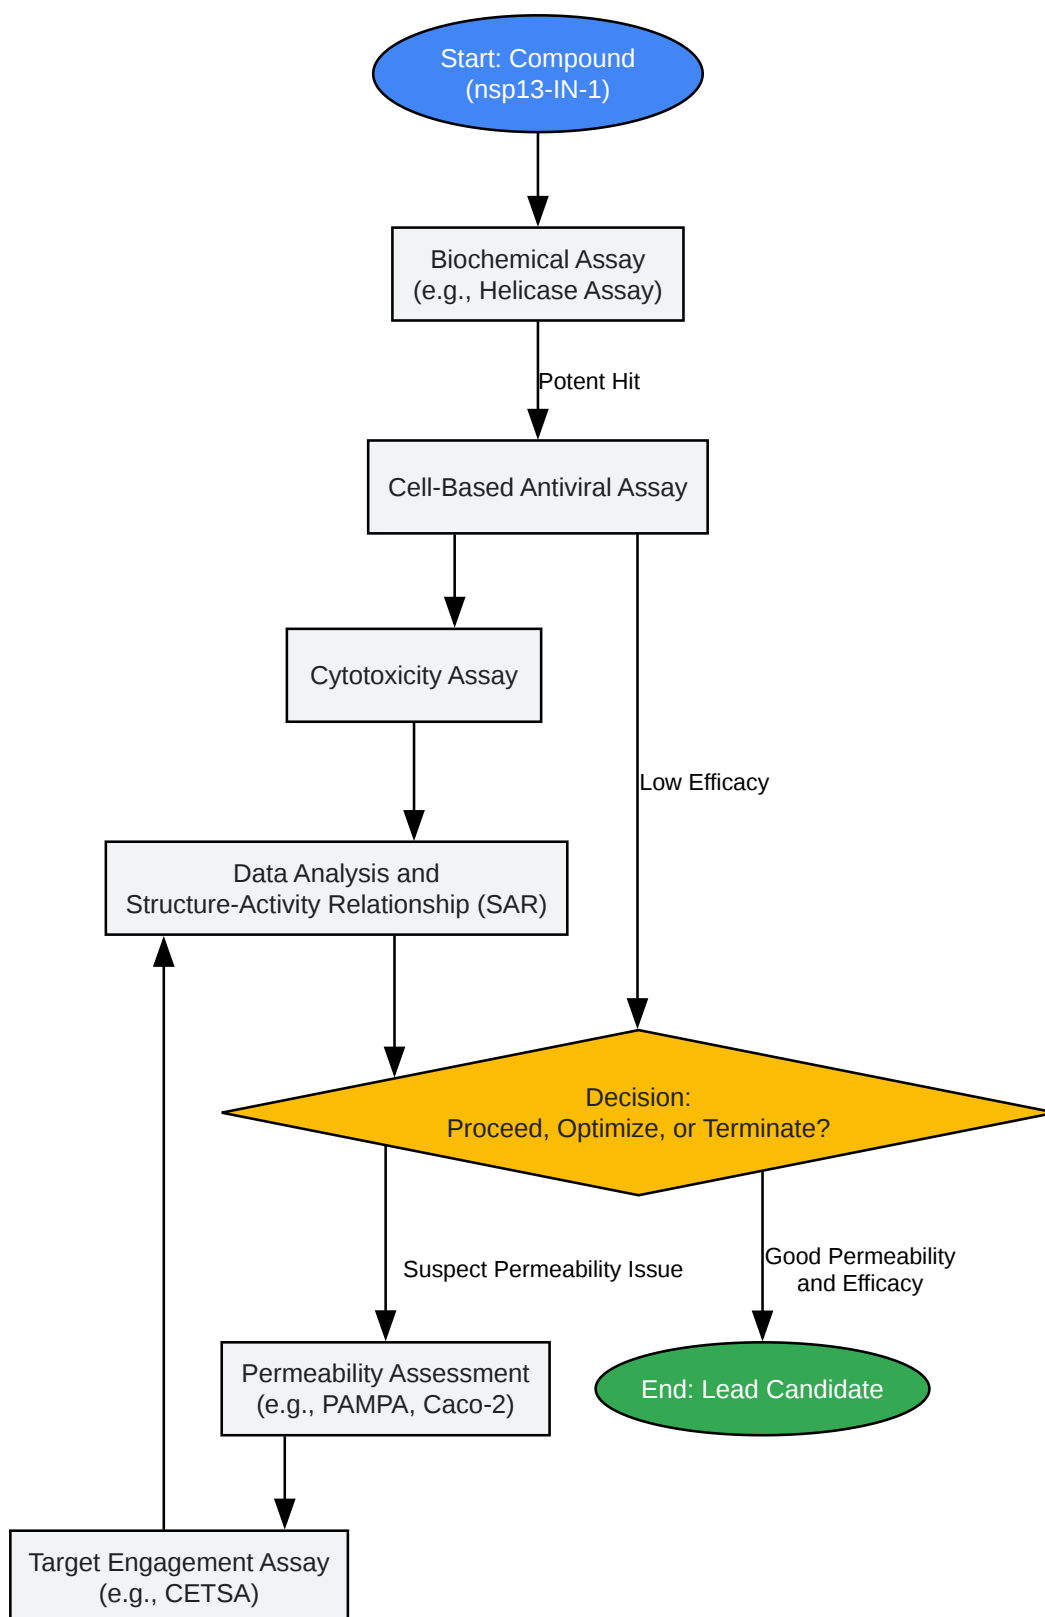 Start: Compound
(nsp13-IN-1)
Biochemical Assay
(e.g., Helicase Assay)
Potent Hit
Cell-Based Antiviral Assay
Cytotoxicity Assay
Low Efficacy
Data Analysis and
Structure-Activity Relationship (SAR)
Decision:
Proceed, Optimize, or Terminate?
Suspect Permeability Issue
Good Permeability
and Efficacy
Permeability Assessment
(e.g., PAMPA, Caco-2)
End: Lead Candidate
Target Engagement Assay
(e.g., CETSA)